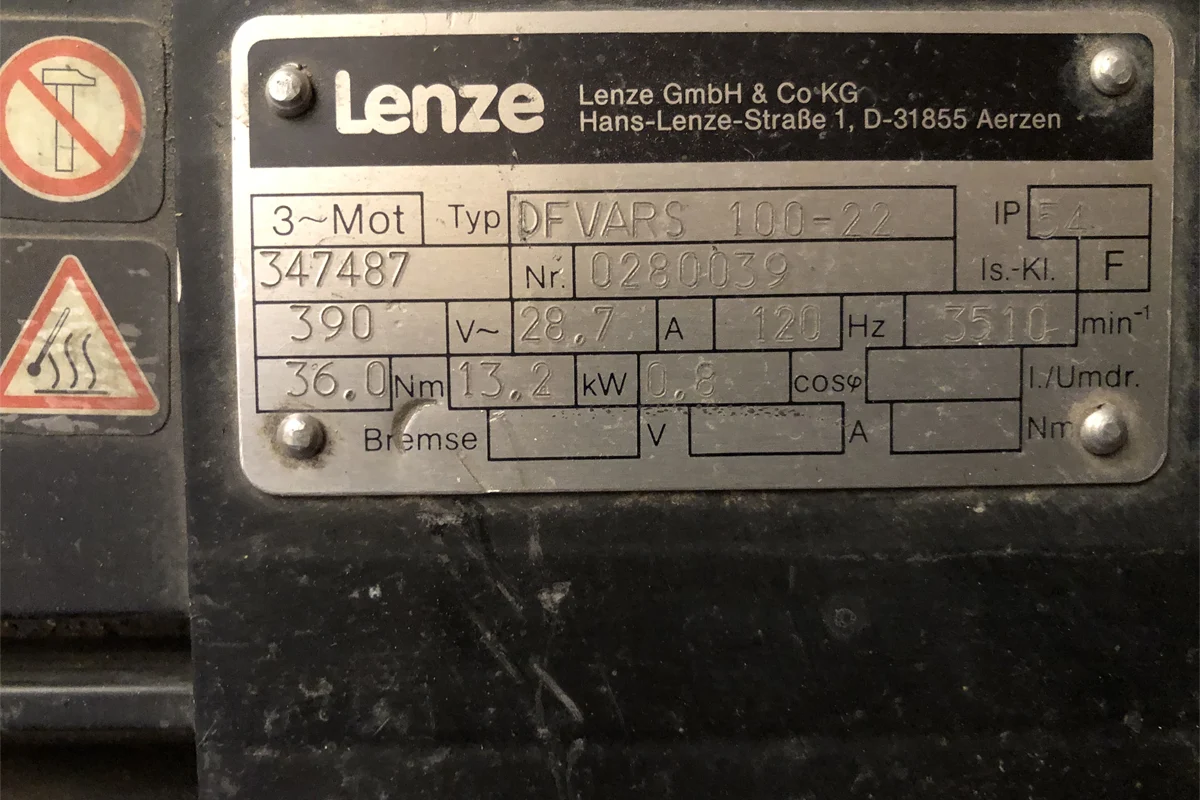 Lenze
Lenze GmbH & Co KG
Hans-Lenze-Straße 1, D-31855 Aerzen
3~Mot Typ DFVARS 100-22 IP 54
347487 Nr. 0280039 Is.-Kl. F
390 V~ 28.7 A 120 Hz 3510 min⁻¹
36.0 Nm 13.2 kW 0.8 cosφ I./Umdr.
Bremse V A Nm